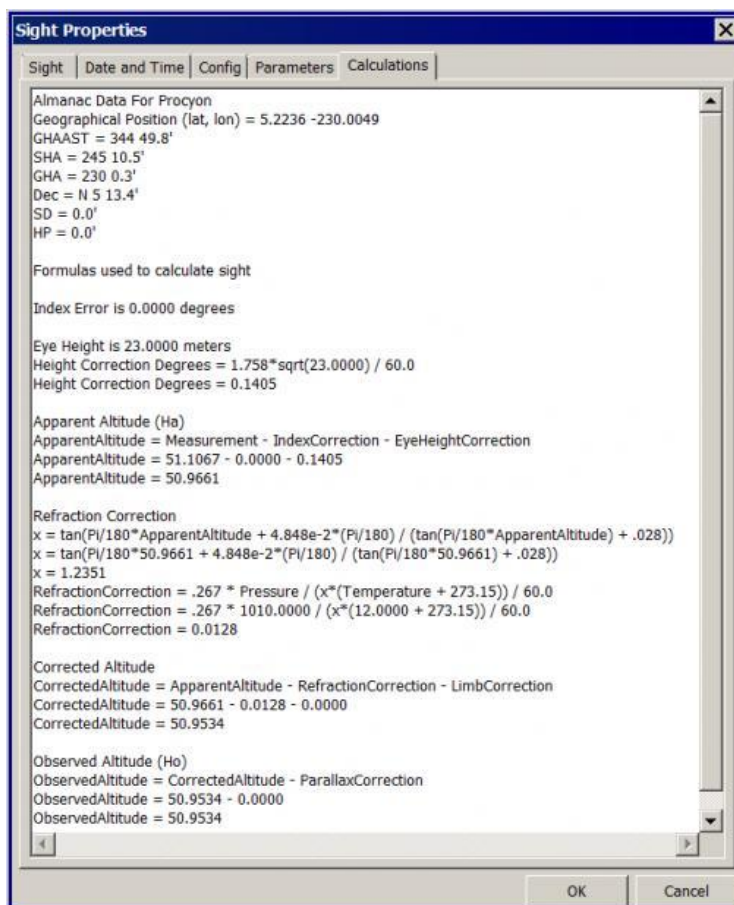 Sight Properties
Sight Date and Time Config Parameters Calculations
Almanac Data For Procyon
Geographical Position (lat, lon) = 5.2236 -230.0049
GHAAST = 344 49.8'
SHA = 245 10.5'
GHA = 230 0.3'
Dec = N 5 13.4'
SD = 0.0'
HP = 0.0'
Formulas used to calculate sight
Index Error is 0.0000 degrees
Eye Height is 23.0000 meters
Height Correction Degrees = 1.758*sqrt(23.0000) / 60.0
Height Correction Degrees = 0.1405
Apparent Altitude (Ha)
ApparentAltitude = Measurement - IndexCorrection - EyeHeightCorrection
ApparentAltitude = 51.1067 - 0.0000 - 0.1405
ApparentAltitude = 50.9661
Refraction Correction
x = tan(Pi/180*ApparentAltitude + 4.848e-2*(Pi/180) / (tan(Pi/180*ApparentAltitude) + .028))
x = tan(Pi/180*50.9661 + 4.848e-2*(Pi/180) / (tan(Pi/180*50.9661) + .028))
x = 1.2351
RefractionCorrection = .267 * Pressure / (x*(Temperature + 273.15)) / 60.0
RefractionCorrection = .267 * 1010.0000 / (x*(12.0000 + 273.15)) / 60.0
RefractionCorrection = 0.0128
Corrected Altitude
CorrectedAltitude = ApparentAltitude - RefractionCorrection - LimbCorrection
CorrectedAltitude = 50.9661 - 0.0128 - 0.0000
CorrectedAltitude = 50.9534
Observed Altitude (Ho)
ObservedAltitude = CorrectedAltitude - ParallaxCorrection
ObservedAltitude = 50.9534 - 0.0000
ObservedAltitude = 50.9534
OK Cancel